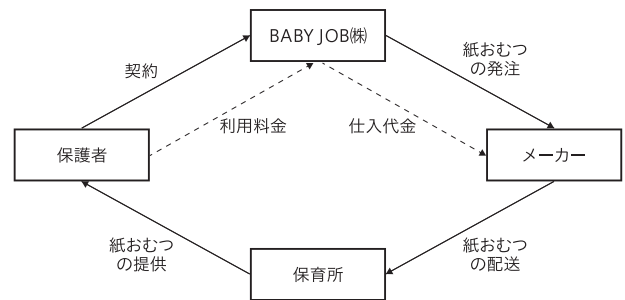 BABY JOB㈱
契約
紙おむつ
の発注
利用料金
仕入代金
保護者
メーカー
紙おむつ
の提供
紙おむつ
の配送
保育所